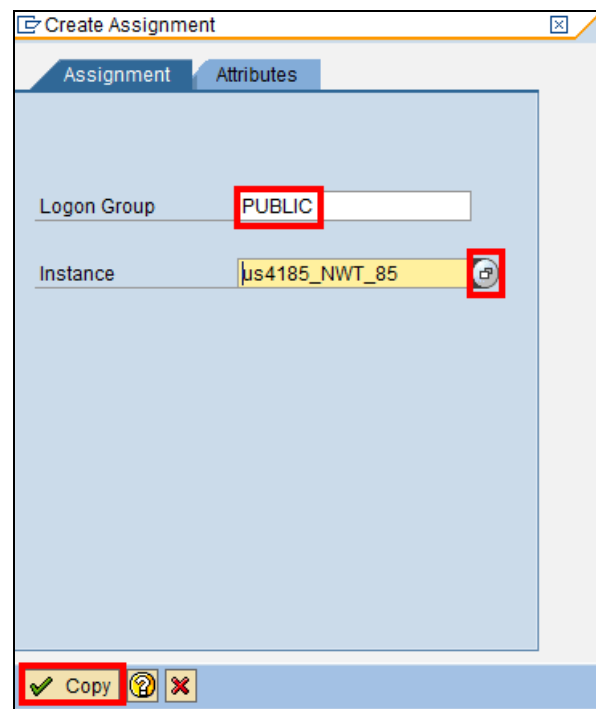 Create Assignment
Assignment Attributes
Logon Group PUBLIC
Instance us4185_NWT_85
Copy